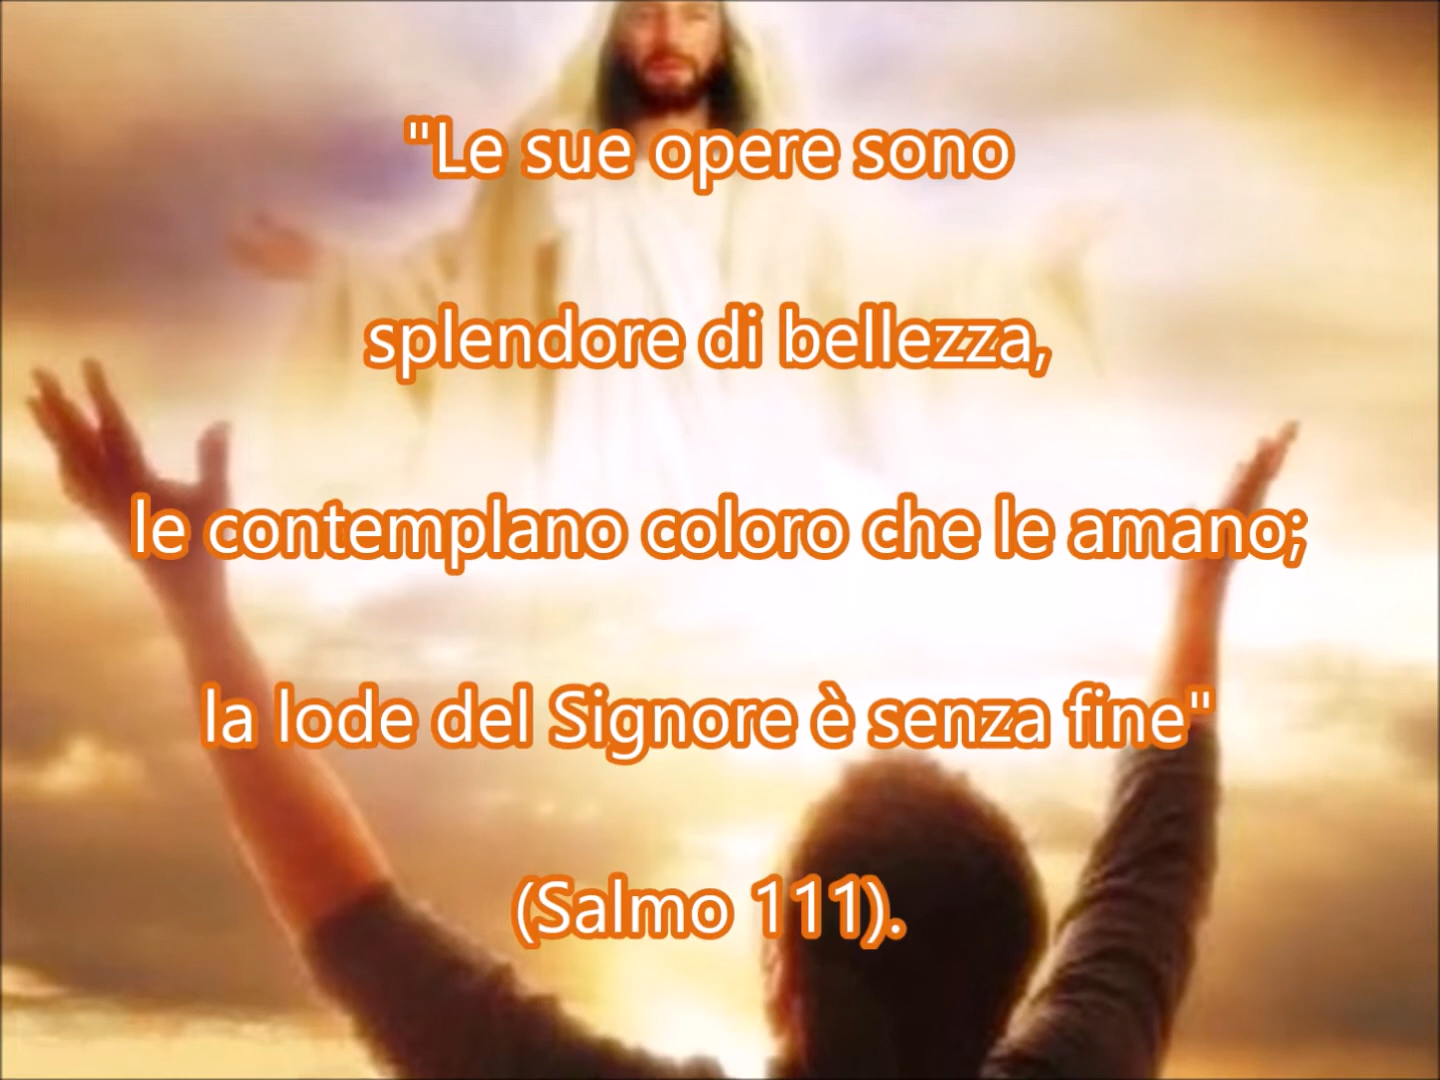 "Le sue opere sono
splendore di bellezza,
le contemplano coloro che le amano;
la lode del Signore è senza fine"
(Salmo 111).